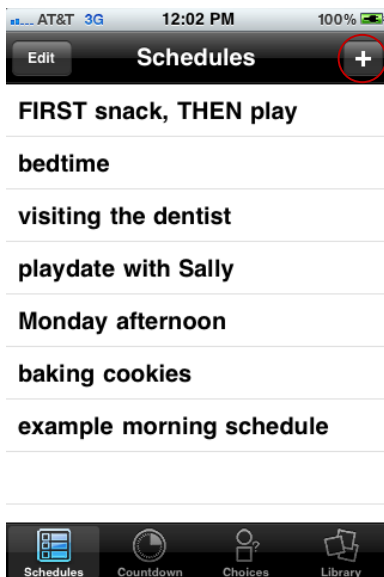 AT&T 3G 12:02 PM 100%
Edit Schedules +
FIRST snack, THEN play
bedtime
visiting the dentist
playdate with Sally
Monday afternoon
baking cookies
example morning schedule
Schedules Countdown Choices Library